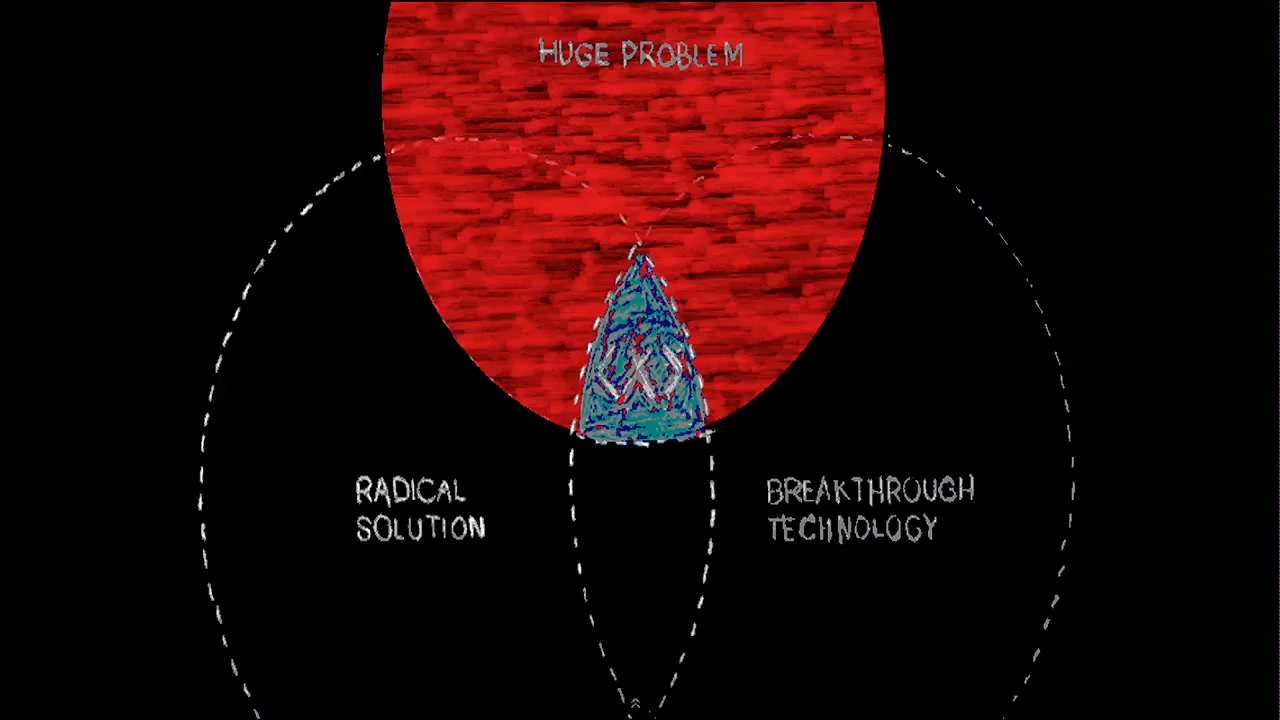 HUGE PROBLEM
⟨X⟩
RADICAL
SOLUTION
BREAKTHROUGH
TECHNOLOGY